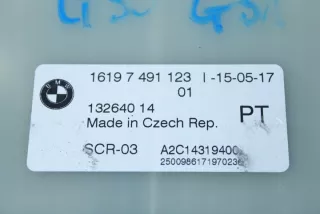 BMW
1619 7 491 123 I -15-05-17
01
132640 14
Made in Czech Rep.
PT
SCR-03 A2C14319400
2500986171970236